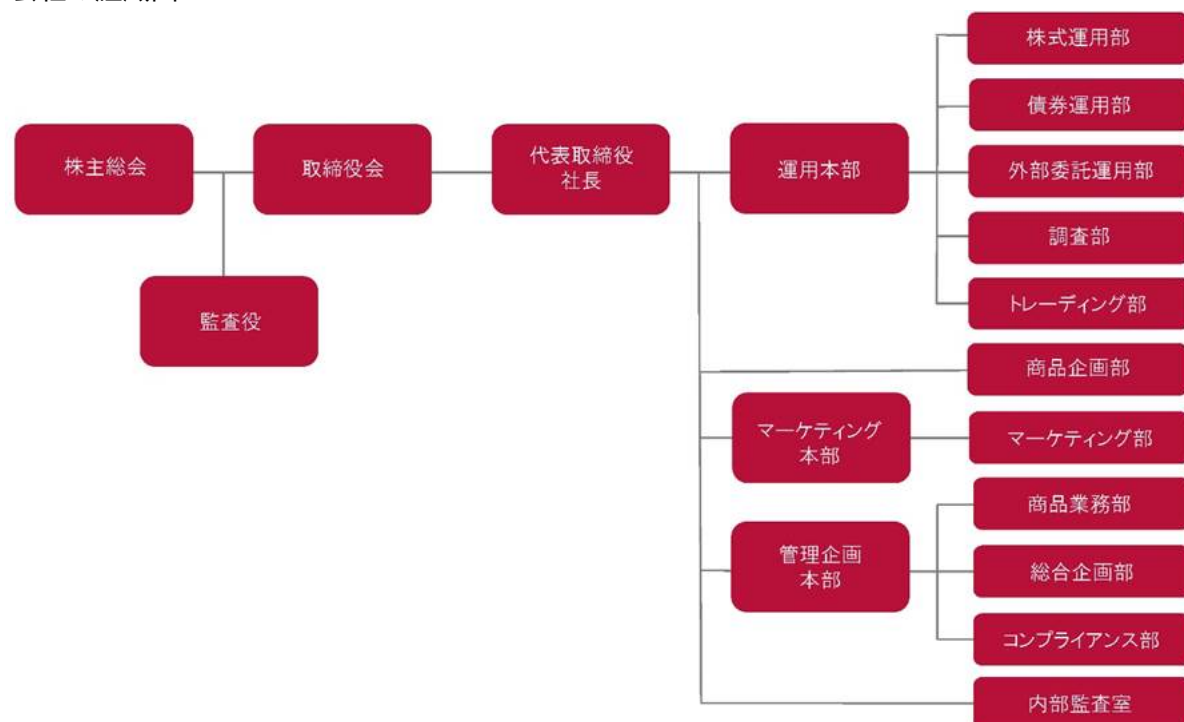 株主総会
取締役会
代表取締役
社長
監査役
運用本部
株式運用部
債券運用部
外部委託運用部
調査部
トレーディング部
商品企画部
マーケティング
本部
マーケティング部
管理企画
本部
商品業務部
総合企画部
コンプライアンス部
内部監査室